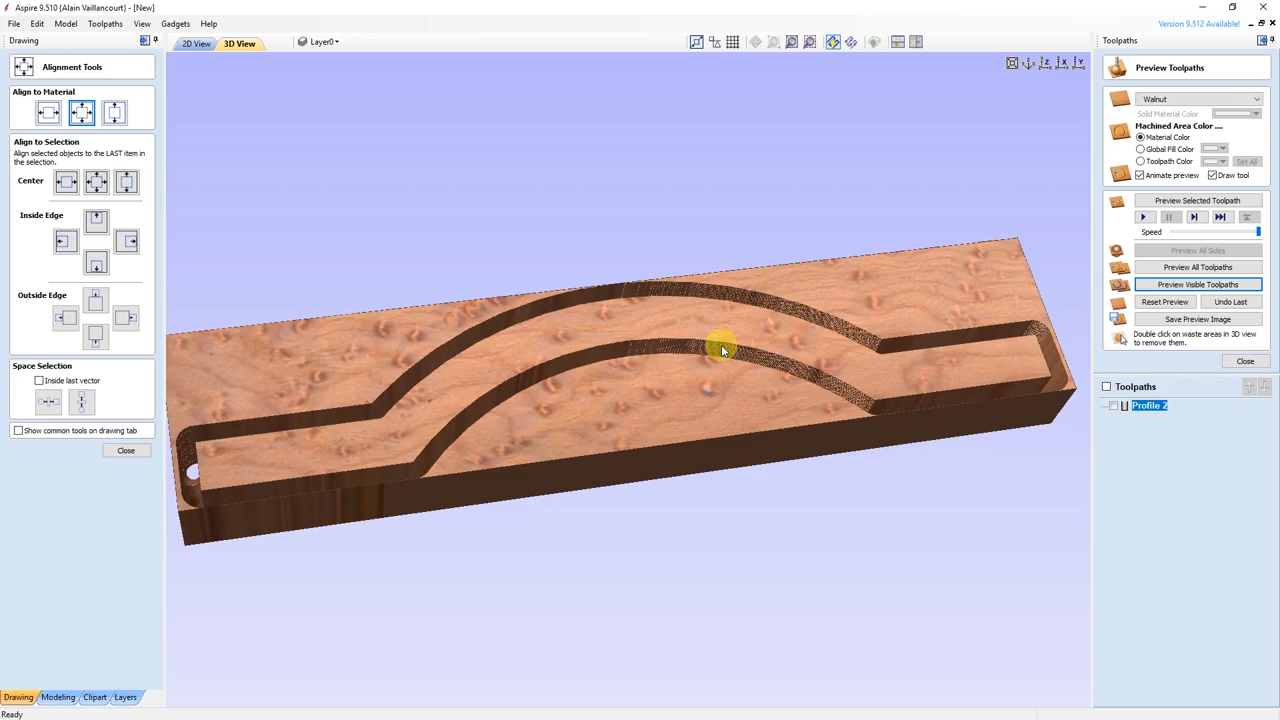 Aspire 9.510 (Alain Vaillancourt) - [New]
File Edit Model Toolpaths View Gadgets Help
Version 9.512 Available!
Drawing
2D View 3D View Layer0
Toolpaths
Alignment Tools
Align to Material
Align to Selection
Align selected objects to the LAST item in
the selection.
Center
Inside Edge
Outside Edge
Space Selection
Inside last vector
Show common tools on drawing tab
Close
Drawing Modeling Clipart Layers
Ready
Z X Y
Preview Toolpaths
Walnut
Solid Material Color
Machined Area Color ....
Material Color
Global Fill Color
Toolpath Color Set All
Animate preview Draw tool
Preview Selected Toolpath
Speed
Preview All Sides
Preview All Toolpaths
Preview Visible Toolpaths
Reset Preview Undo Last
Save Preview Image
Double click on waste areas in 3D view
to remove them.
Close
Toolpaths
Profile 2